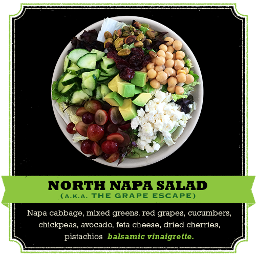 NORTH NAPA SALAD
(A.K.A. THE GRAPE ESCAPE)
Napa cabbage, mixed greens, red grapes, cucumbers,
chickpeas, avocado, feta cheese, dried cherries,
pistachios balsamic vinaigrette.